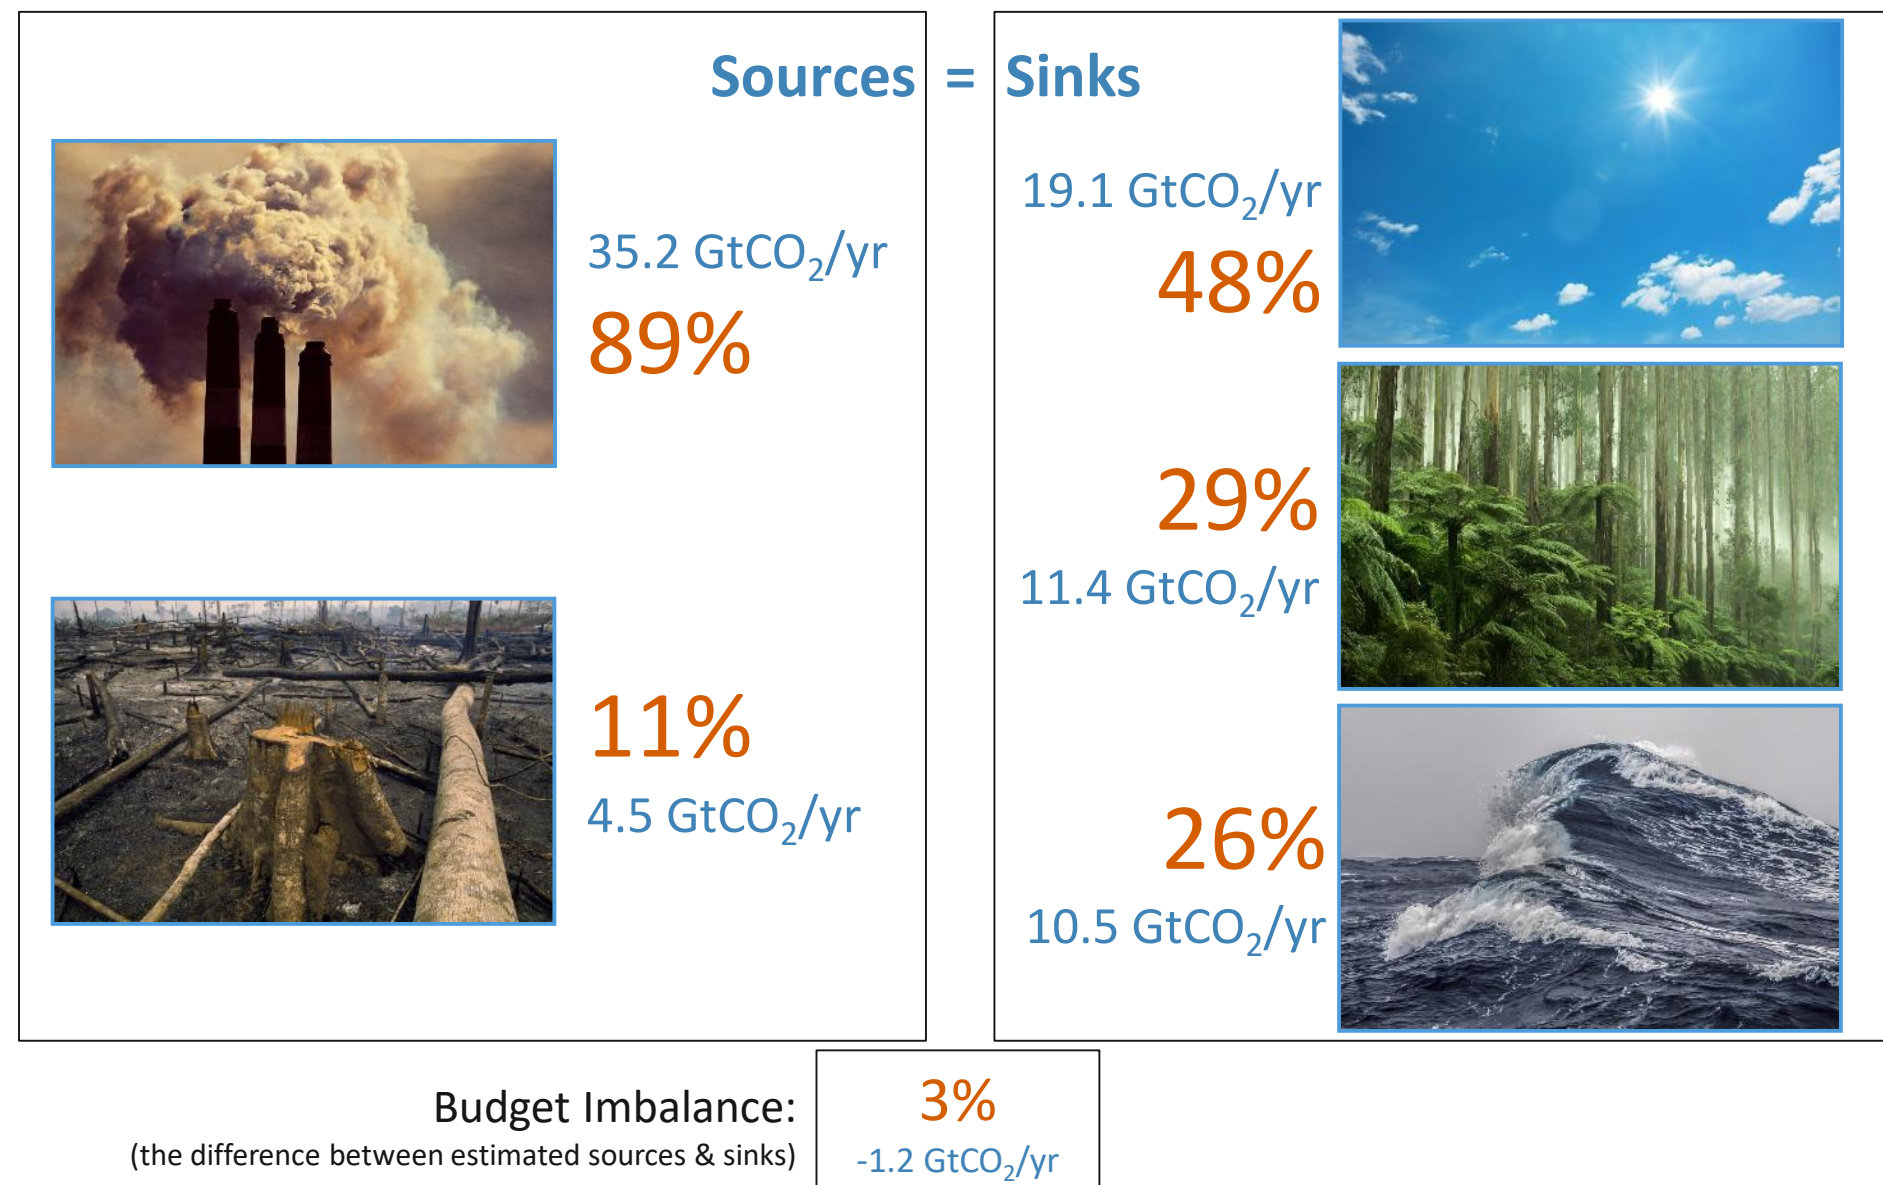 Sources = Sinks
35.2 GtCO₂/yr
89%
11%
4.5 GtCO₂/yr
19.1 GtCO₂/yr
48%
29%
11.4 GtCO₂/yr
26%
10.5 GtCO₂/yr
Budget Imbalance:
(the difference between estimated sources & sinks)
3%
-1.2 GtCO₂/yr